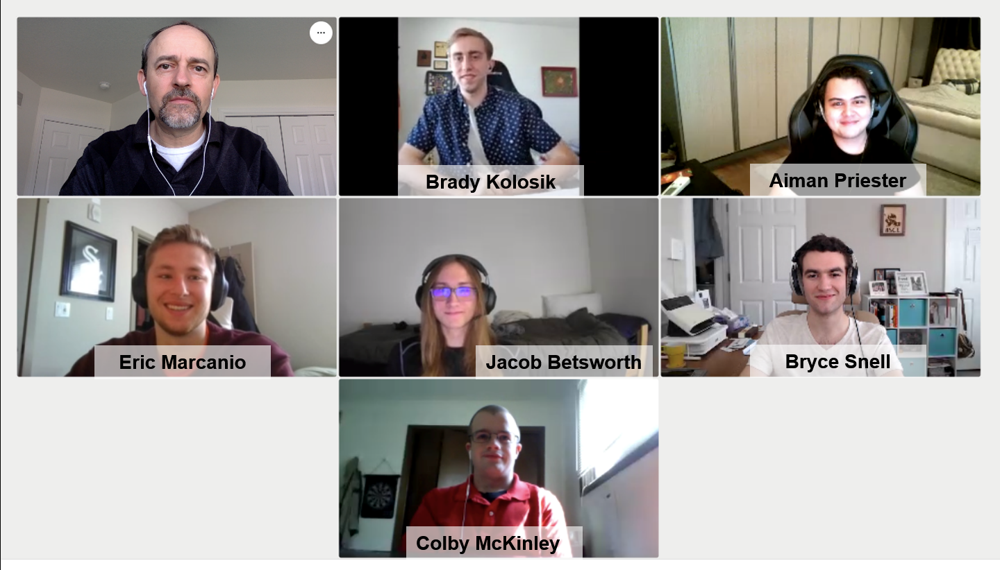 Brady Kolosik
Aiman Priester
Eric Marcanio
Jacob Betsworth
Bryce Snell
Colby McKinley